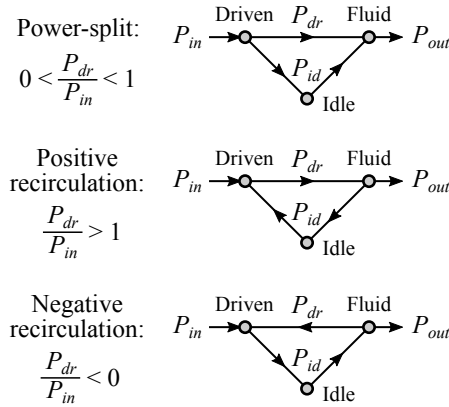 Power-split:
0 < P_dr/P_in < 1
Driven
Fluid
P_in
P_dr
P_out
P_id
Idle
Positive
recirculation:
P_dr/P_in > 1
Driven
Fluid
P_in
P_dr
P_out
P_id
Idle
Negative
recirculation:
P_dr/P_in < 0
Driven
P_dr
Fluid
P_in
P_out
P_id
Idle